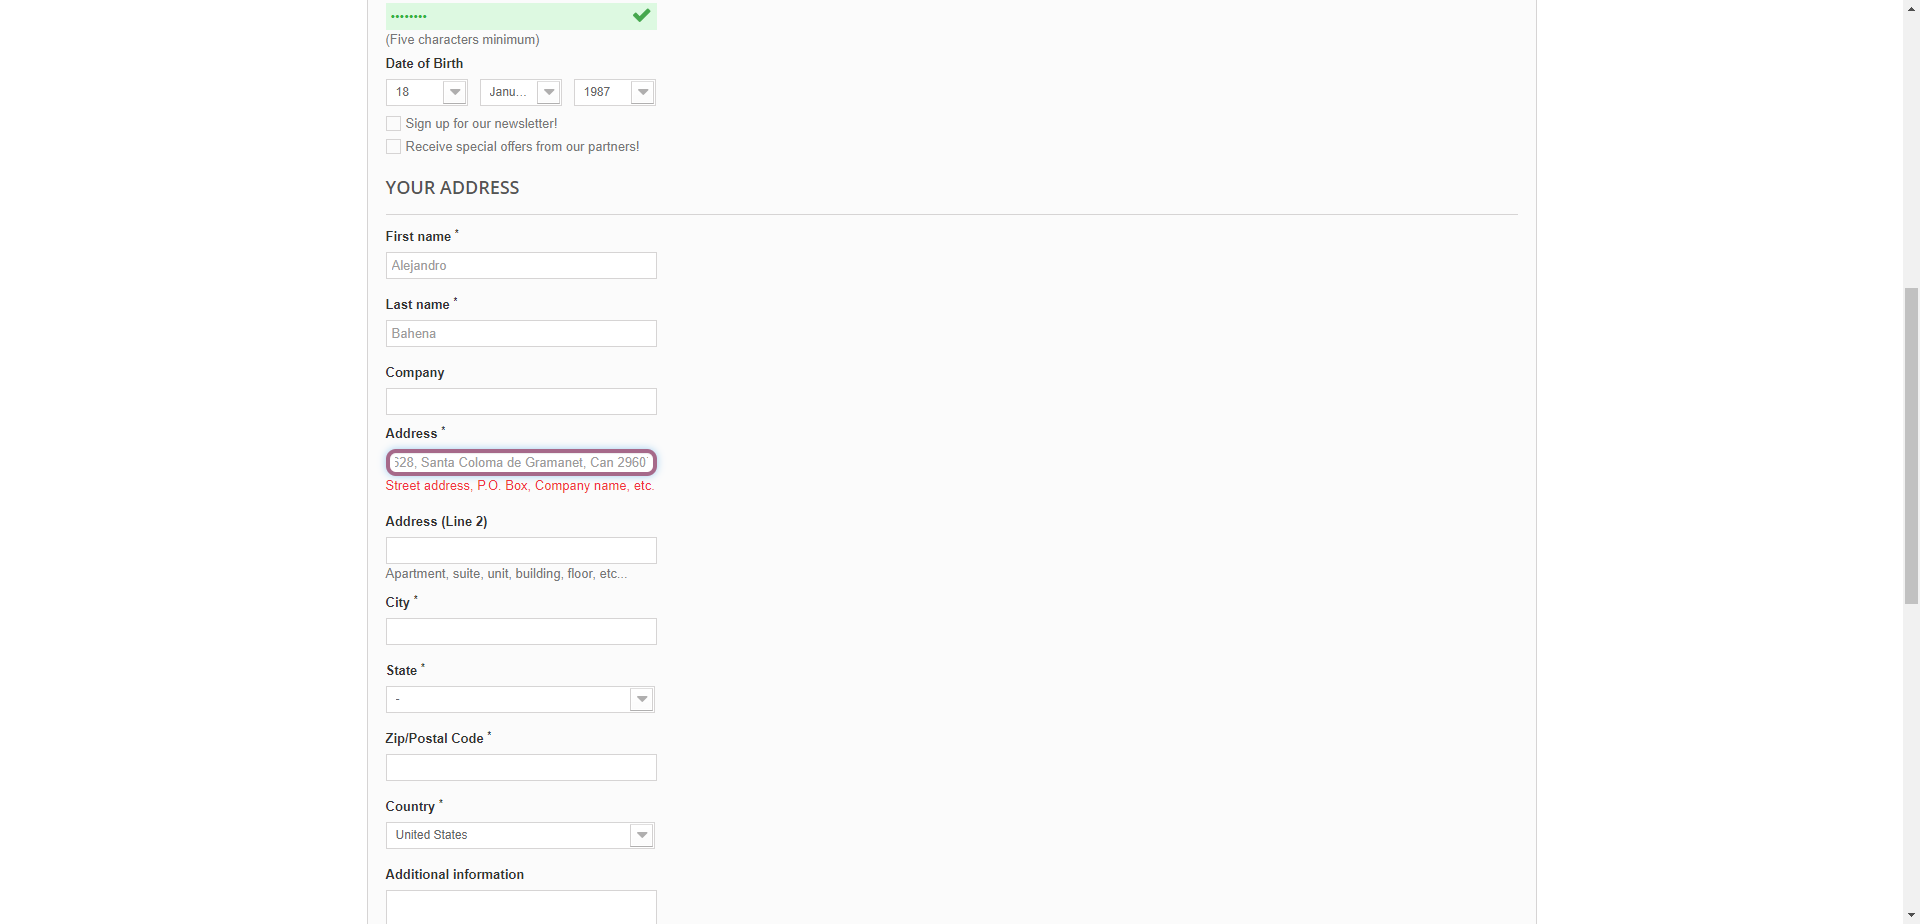 ••••••••
(Five characters minimum)
Date of Birth
18 Janu... 1987
Sign up for our newsletter!
Receive special offers from our partners!
YOUR ADDRESS
First name *
Alejandro
Last name *
Bahena
Company
Address *
628, Santa Coloma de Gramanet, Can 2960
Street address, P.O. Box, Company name, etc.
Address (Line 2)
Apartment, suite, unit, building, floor, etc...
City *
State *
-
Zip/Postal Code *
Country *
United States
Additional information